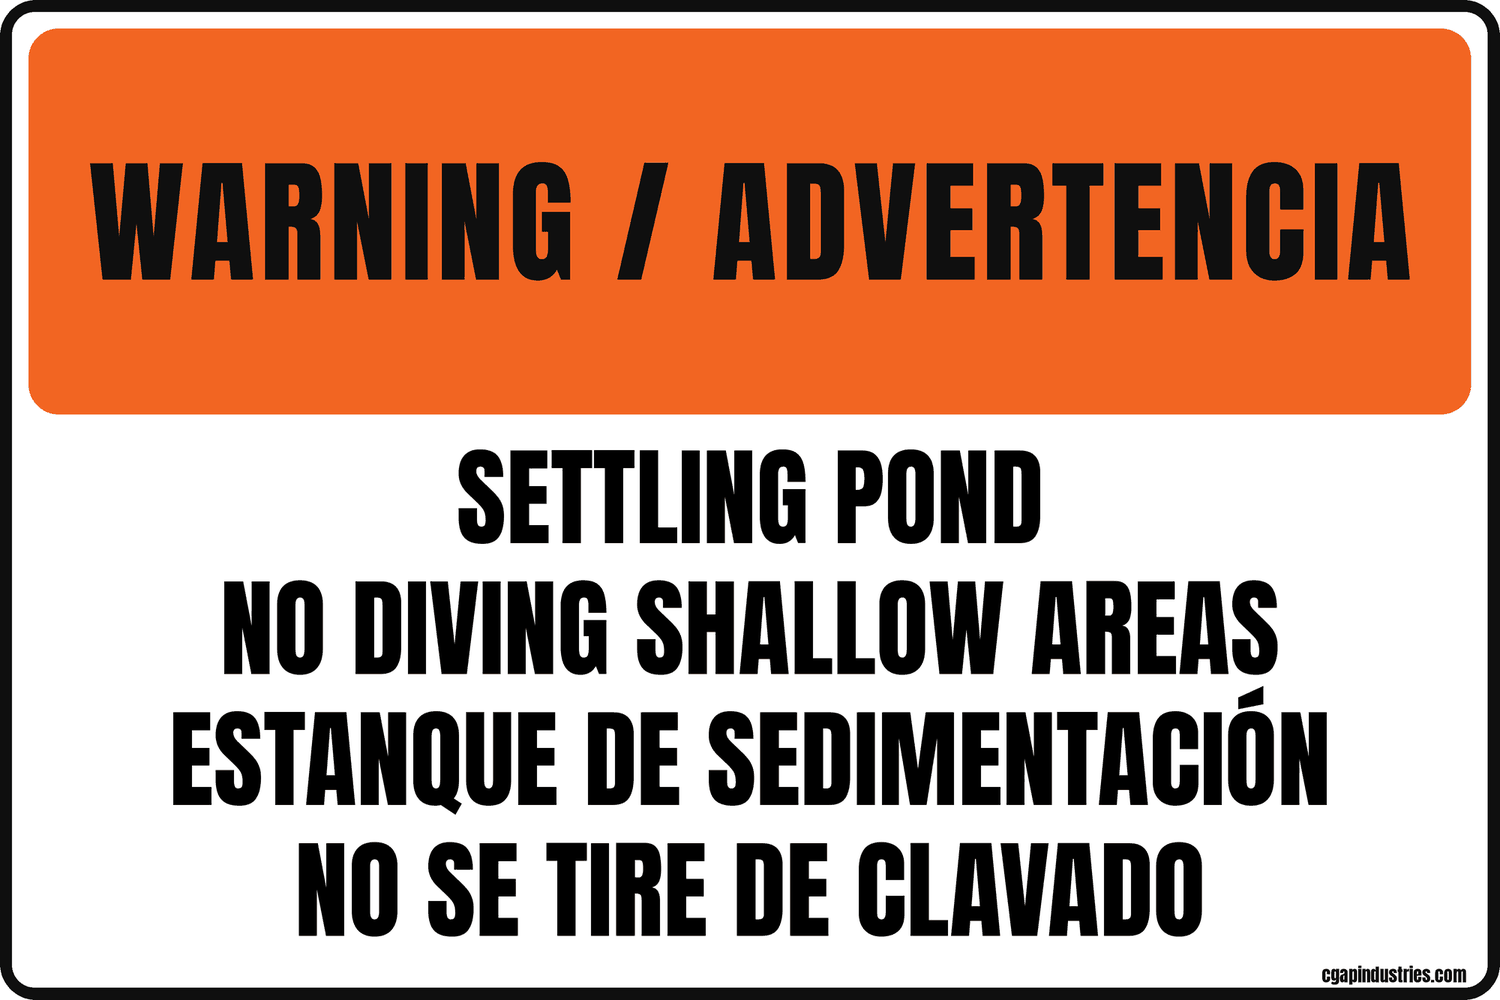 WARNING / ADVERTENCIA
SETTLING POND
NO DIVING SHALLOW AREAS
ESTANQUE DE SEDIMENTACIÓN
NO SE TIRE DE CLAVADO
cgapindustries.com